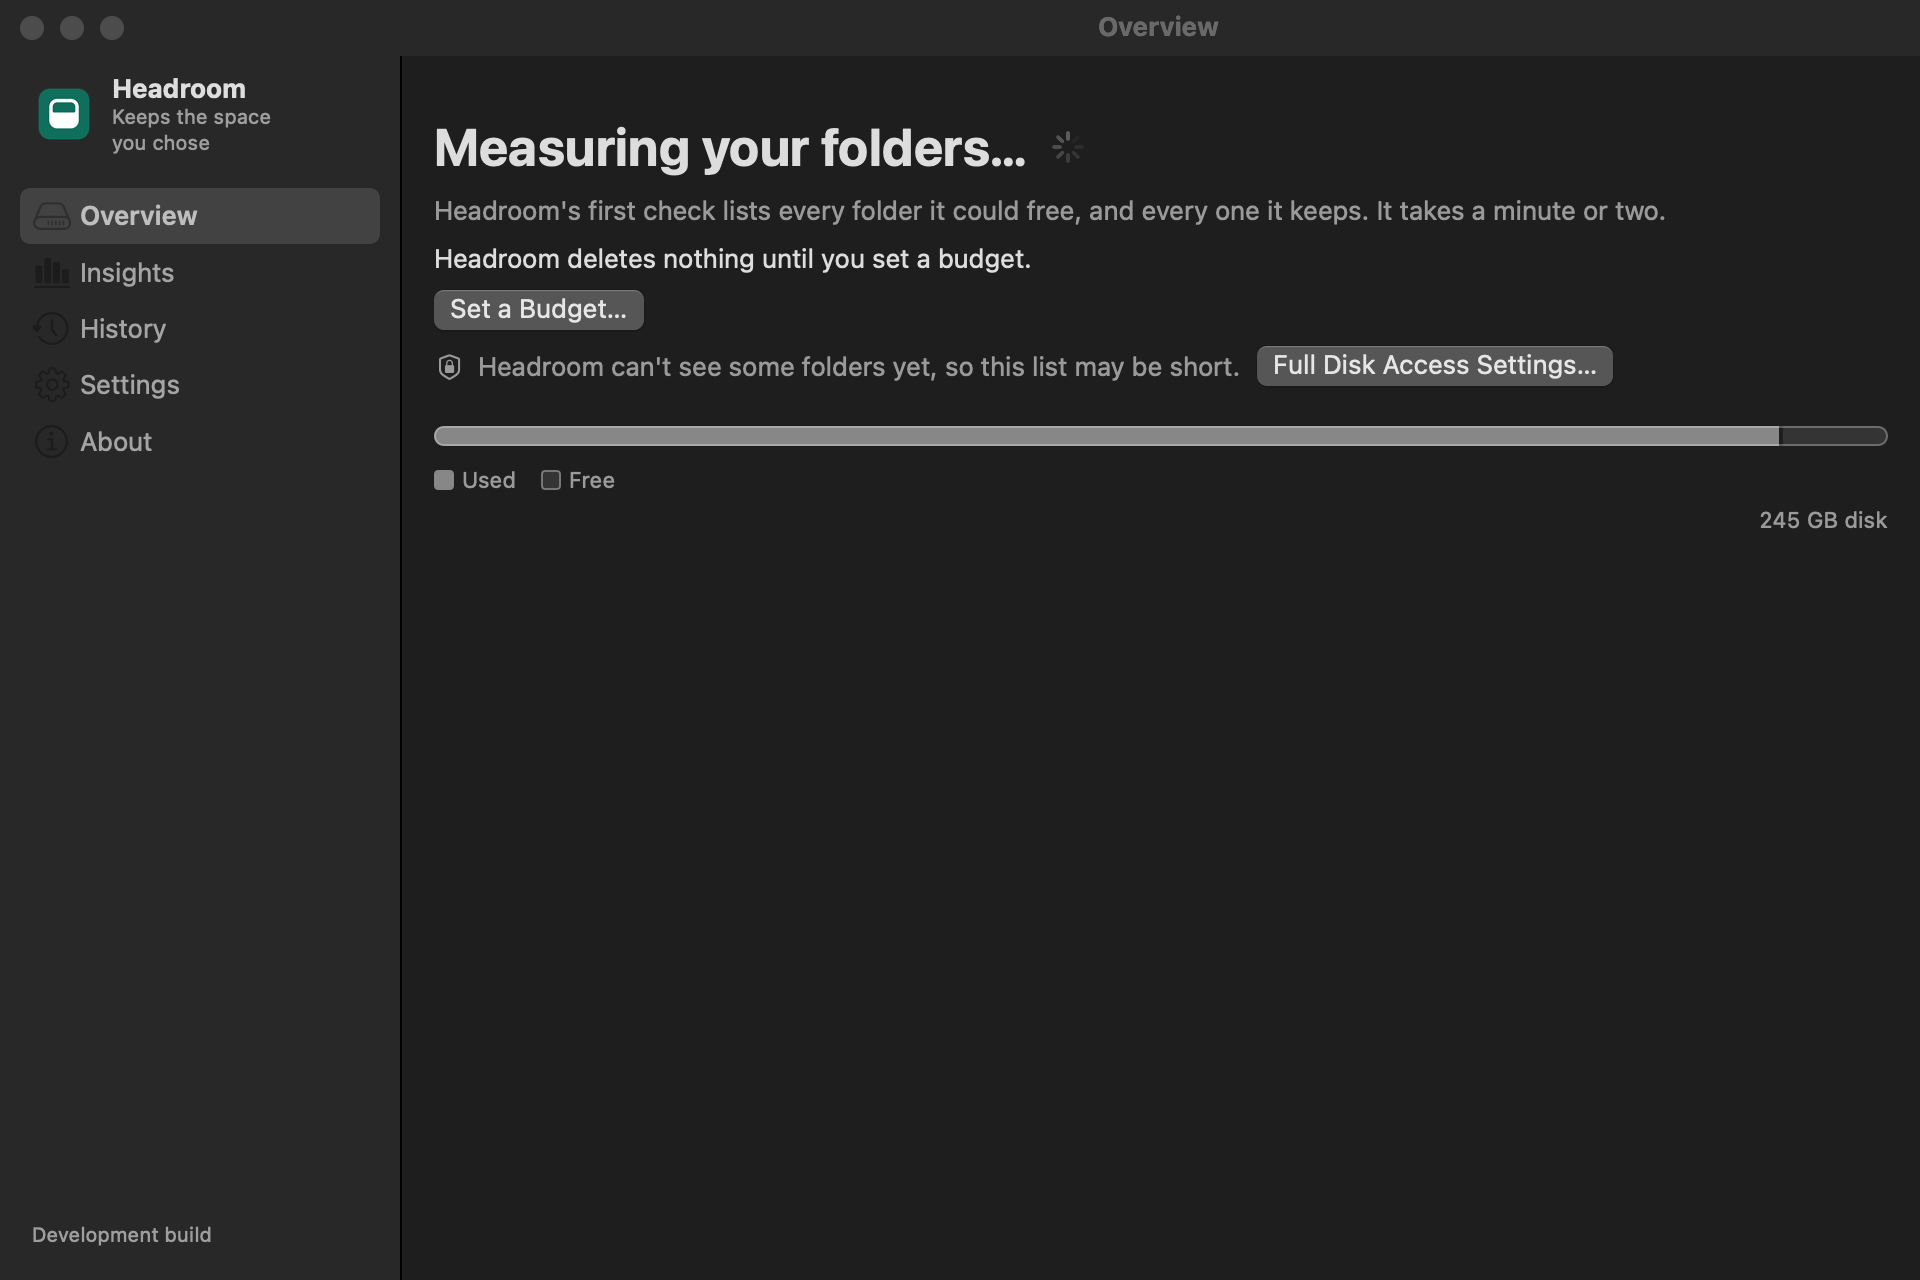 Overview
Headroom
Keeps the space
you chose
Overview
Insights
History
Settings
About
Development build
Measuring your folders...
Headroom's first check lists every folder it could free, and every one it keeps. It takes a minute or two.
Headroom deletes nothing until you set a budget.
Set a Budget...
Headroom can't see some folders yet, so this list may be short.
Full Disk Access Settings...
Used
Free
245 GB disk